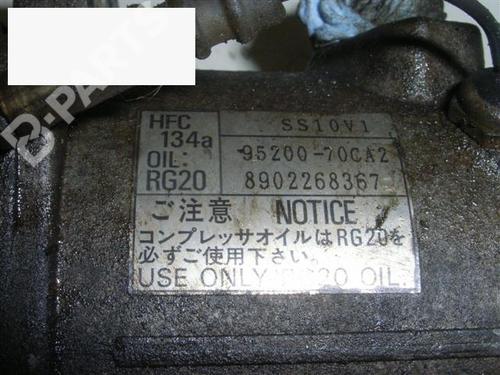 D-PARTS
HFC
134a
SS10V1
OIL:
RG20
95200-70CA2
8902268367
ご注意 NOTICE
コンプレッサオイルはRG20を
必ずご使用下さい。
USE ONLY RG20 OIL.